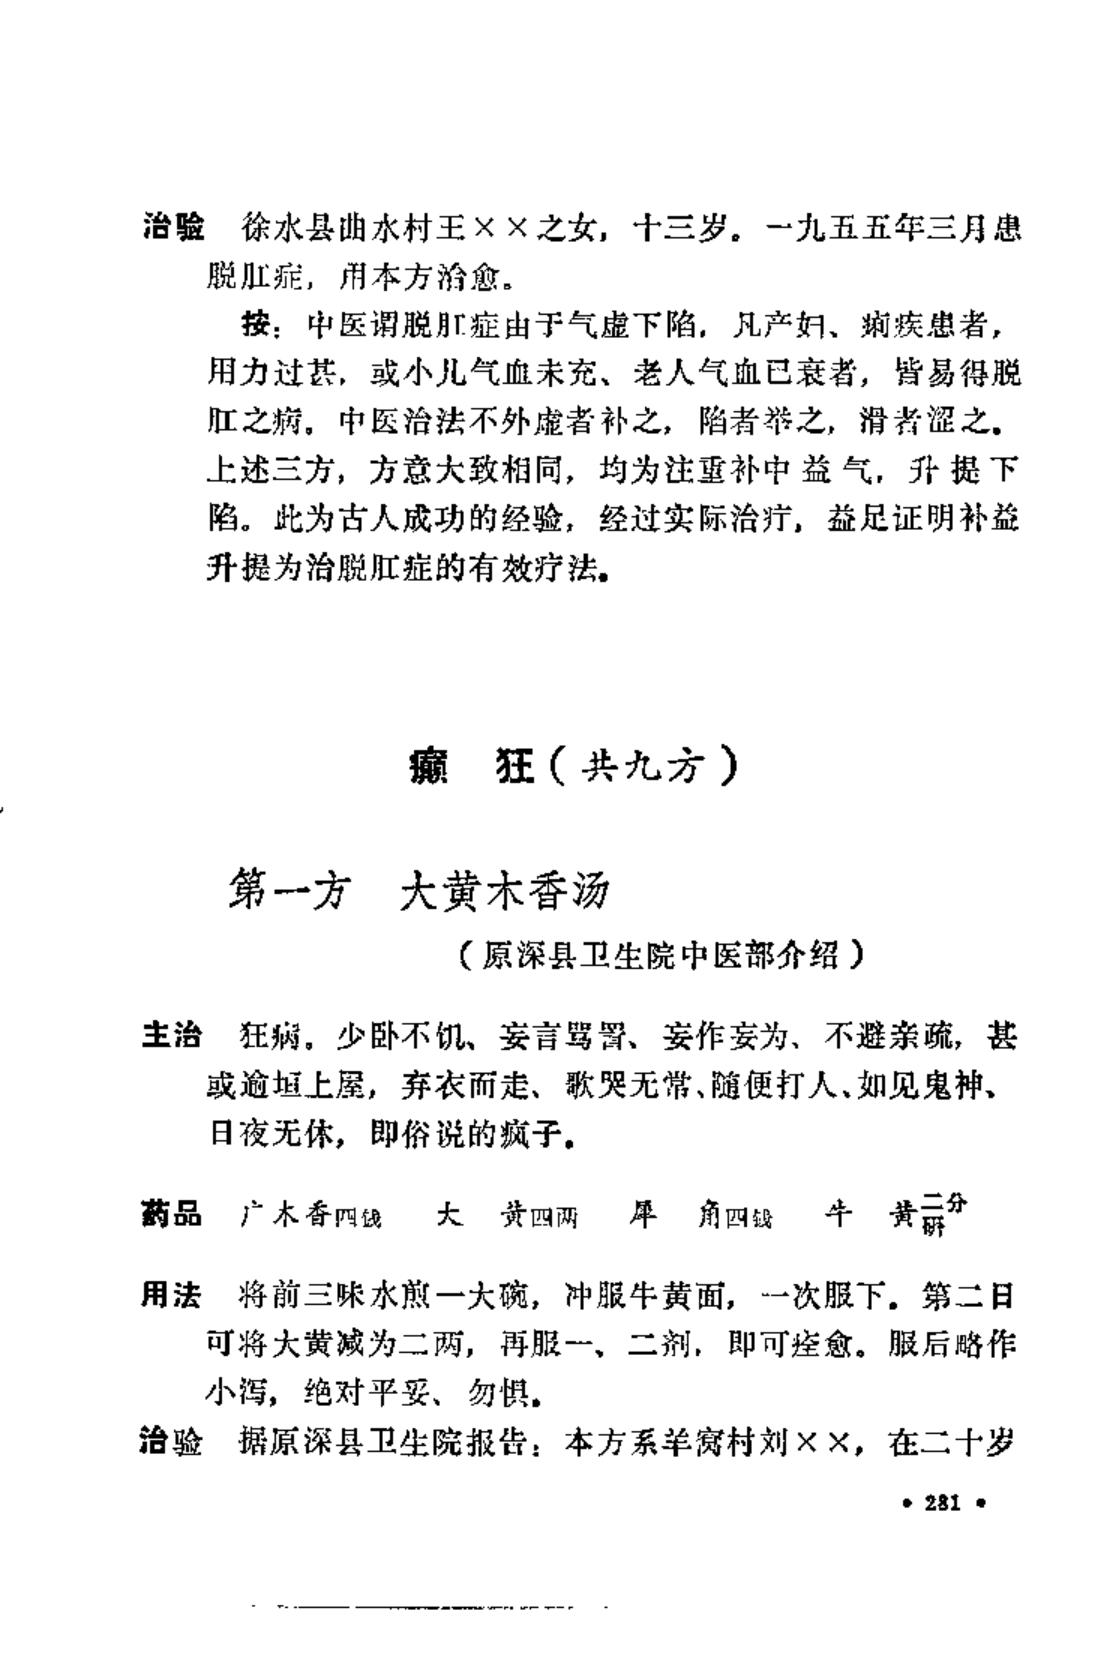 治验 徐水县曲水村王××之女，十三岁。一九五五年三月患
脱肛症，用本方治愈。
按：中医谓脱肛症由于气虚下陷，凡产妇、痢疾患者，
用力过甚，或小儿气血未充、老人气血已衰者，皆易得脱
肛之病。中医治法不外虚者补之，陷者举之，滑者涩之。
上述三方，方意大致相同，均为注重补中益气，升提下
陷。此为古人成功的经验，经过实际治疗，益足证明补益
升提为治脱肛症的有效疗法。
癫 狂（共九方）
第一方 大黄木香汤
（原深县卫生院中医部介绍）
主治 狂病。少卧不饥、妄言骂詈、妄作妄为、不避亲疏，甚
或逾垣上屋，弃衣而走、歌哭无常、随便打人、如见鬼神、
日夜无休，即俗说的疯子。
药品 广木香四钱 大 黄四两 犀 角四钱 牛 黄二分研
用法 将前三味水煎一大碗，冲服牛黄面，一次服下。第二日
可将大黄减为二两，再服一、二剂，即可痊愈。服后略作
小泻，绝对平妥、勿惧。
治验 据原深县卫生院报告：本方系羊窝村刘××，在二十岁
• 281 •